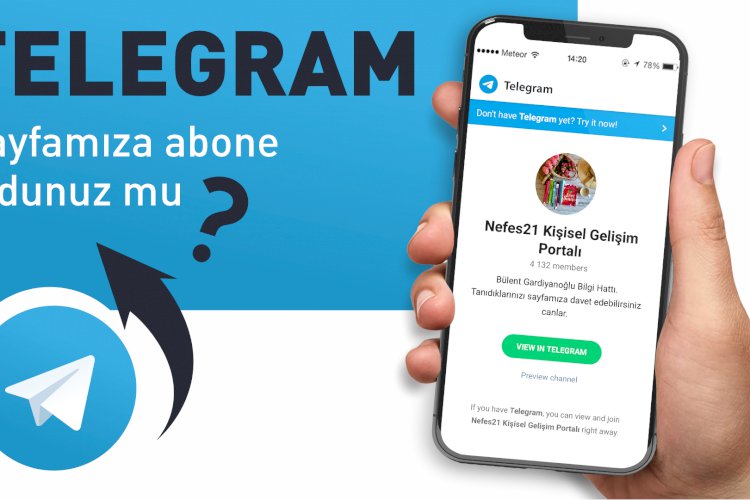 TELEGRAM
ayfamıza abone
dunuz mu
?
Meteor 14:20 78%
Telegram
Don't have Telegram yet? Try it now!
Nefes21 Kişisel Gelişim
Portalı
4 132 members
Bülent Gardiyanoğlu Bilgi Hattı.
Tanıdıklarınızı sayfamıza davet edebilirsiniz
canlar.
VIEW IN TELEGRAM
Preview channel
If you have Telegram, you can view and join
Nefes21 Kişisel Gelişim Portalı right away.